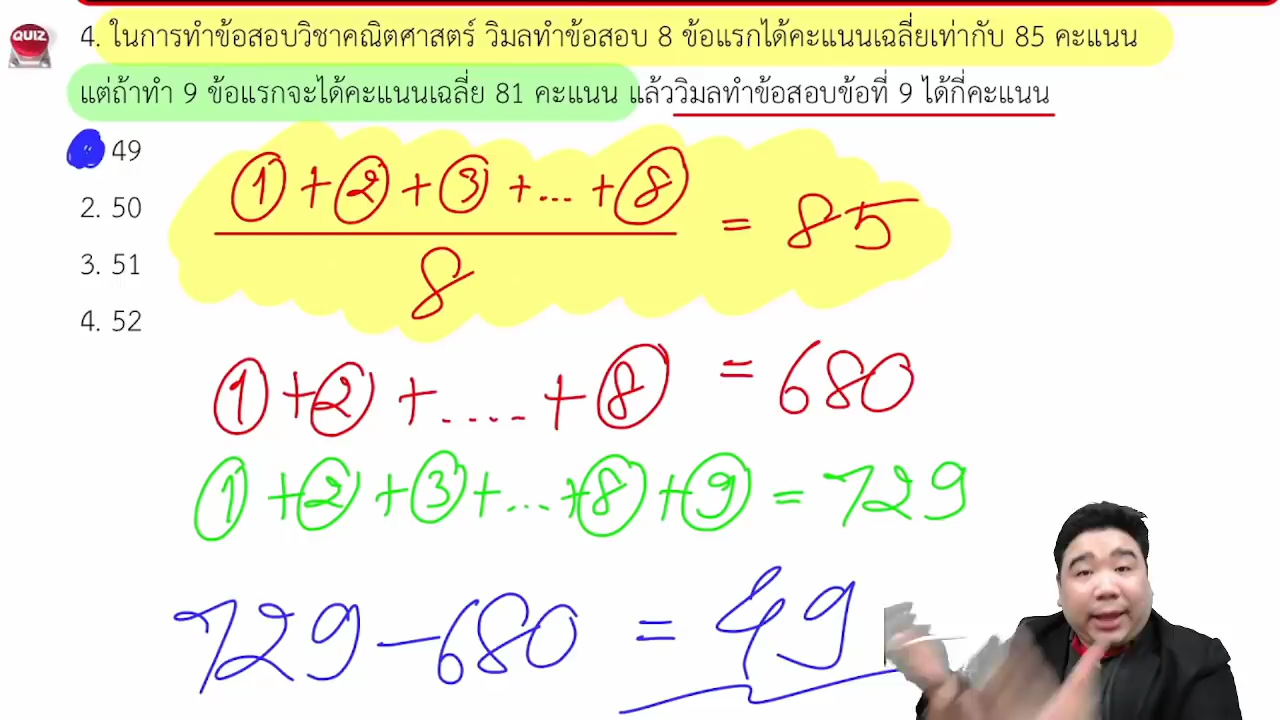 QUIZ
4. ในการทำข้อสอบวิชาคณิตศาสตร์ วิมลทำข้อสอบ 8 ข้อแรกได้คะแนนเฉลี่ยเท่ากับ 85 คะแนน
แต่ถ้าทำ 9 ข้อแรกจะได้คะแนนเฉลี่ย 81 คะแนน แล้ววิมลทำข้อสอบข้อที่ 9 ได้กี่คะแนน
49
2. 50
3. 51
4. 52
① + ② + ③ + ... + ⑧
8
= 85
① + ② + .... + ⑧ = 680
① + ② + ③ + ... + ⑧ + ⑨ = 729
729 - 680 = 49